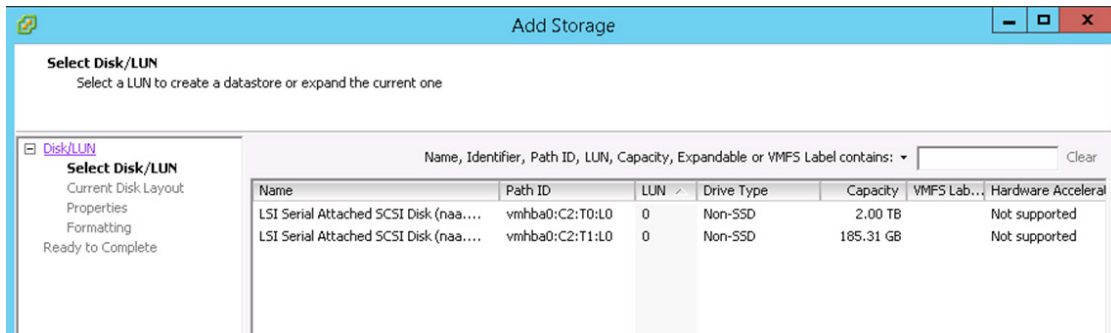 Add Storage
Select Disk/LUN
Select a LUN to create a datastore or expand the current one
Disk/LUN
Select Disk/LUN
Current Disk Layout
Properties
Formatting
Ready to Complete
Name, Identifier, Path ID, LUN, Capacity, Expandable or VMFS Label contains: Clear
Name Path ID LUN Drive Type Capacity VMFS Lab... Hardware Accelerat
LSI Serial Attached SCSI Disk (naa.... vmhba0:C2:T0:L0 0 Non-SSD 2.00 TB Not supported
LSI Serial Attached SCSI Disk (naa.... vmhba0:C2:T1:L0 0 Non-SSD 185.31 GB Not supported